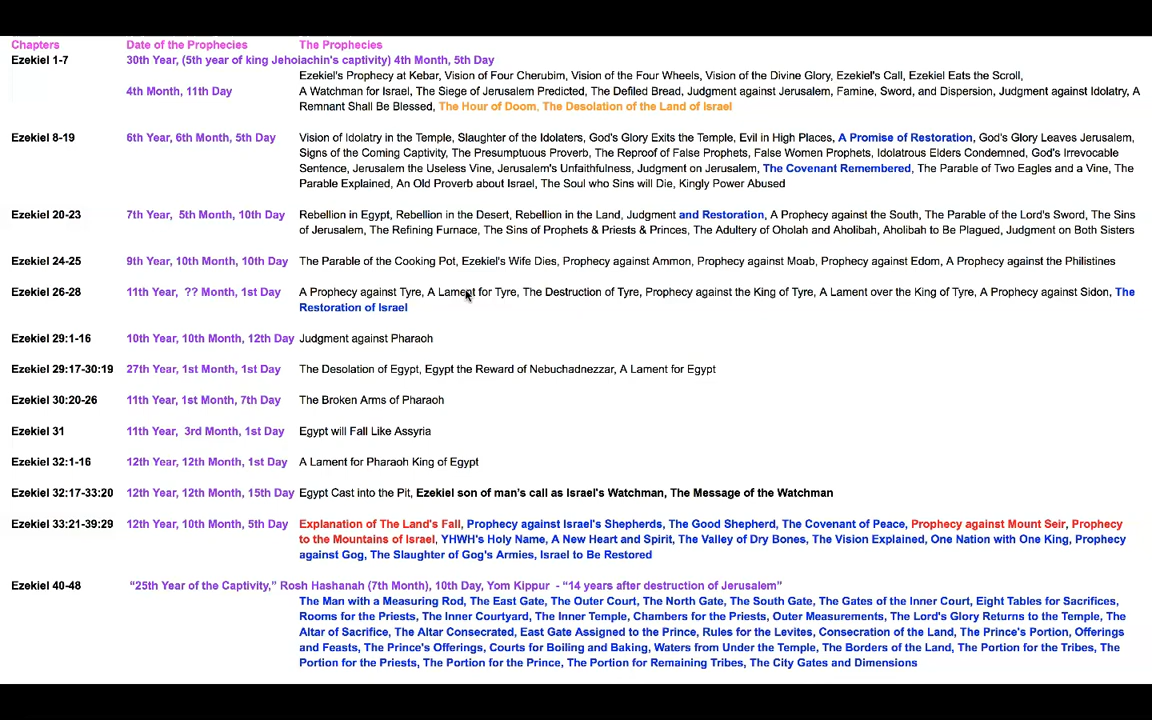 Chapters Date of the Prophecies The Prophecies
Ezekiel 1-7 30th Year, (5th year of king Jehoiachin's captivity) 4th Month, 5th Day
Ezekiel's Prophecy at Kebar, Vision of Four Cherubim, Vision of the Four Wheels, Vision of the Divine Glory, Ezekiel's Call, Ezekiel Eats the Scroll,
4th Month, 11th Day A Watchman for Israel, The Siege of Jerusalem Predicted, The Defiled Bread, Judgment against Jerusalem, Famine, Sword, and Dispersion, Judgment against Idolatry, A
Remnant Shall Be Blessed, The Hour of Doom, The Desolation of the Land of Israel
Ezekiel 8-19 6th Year, 6th Month, 5th Day Vision of Idolatry in the Temple, Slaughter of the Idolaters, God's Glory Exits the Temple, Evil in High Places, A Promise of Restoration, God's Glory Leaves Jerusalem,
Signs of the Coming Captivity, The Presumptuous Proverb, The Reproof of False Prophets, False Women Prophets, Idolatrous Elders Condemned, God's Irrevocable
Sentence, Jerusalem the Useless Vine, Jerusalem's Unfaithfulness, Judgment on Jerusalem, The Covenant Remembered, The Parable of Two Eagles and a Vine, The
Parable Explained, An Old Proverb about Israel, The Soul who Sins will Die, Kingly Power Abused
Ezekiel 20-23 7th Year, 5th Month, 10th Day Rebellion in Egypt, Rebellion in the Desert, Rebellion in the Land, Judgment and Restoration, A Prophecy against the South, The Parable of the Lord's Sword, The Sins
of Jerusalem, The Refining Furnace, The Sins of Prophets & Priests & Princes, The Adultery of Oholah and Aholibah, Aholibah to Be Plagued, Judgment on Both Sisters
Ezekiel 24-25 9th Year, 10th Month, 10th Day The Parable of the Cooking Pot, Ezekiel's Wife Dies, Prophecy against Ammon, Prophecy against Moab, Prophecy against Edom, A Prophecy against the Philistines
Ezekiel 26-28 11th Year, ?? Month, 1st Day A Prophecy against Tyre, A Lament for Tyre, The Destruction of Tyre, Prophecy against the King of Tyre, A Lament over the King of Tyre, A Prophecy against Sidon, The
Restoration of Israel
Ezekiel 29:1-16 10th Year, 10th Month, 12th Day Judgment against Pharaoh
Ezekiel 29:17-30:19 27th Year, 1st Month, 1st Day The Desolation of Egypt, Egypt the Reward of Nebuchadnezzar, A Lament for Egypt
Ezekiel 30:20-26 11th Year, 1st Month, 7th Day The Broken Arms of Pharaoh
Ezekiel 31 11th Year, 3rd Month, 1st Day Egypt will Fall Like Assyria
Ezekiel 32:1-16 12th Year, 12th Month, 1st Day A Lament for Pharaoh King of Egypt
Ezekiel 32:17-33:20 12th Year, 12th Month, 15th Day Egypt Cast into the Pit, Ezekiel son of man's call as Israel's Watchman, The Message of the Watchman
Ezekiel 33:21-39:29 12th Year, 10th Month, 5th Day Explanation of The Land's Fall, Prophecy against Israel's Shepherds, The Good Shepherd, The Covenant of Peace, Prophecy against Mount Seir, Prophecy
to the Mountains of Israel, YHWH's Holy Name, A New Heart and Spirit, The Valley of Dry Bones, The Vision Explained, One Nation with One King, Prophecy
against Gog, The Slaughter of Gog's Armies, Israel to Be Restored
Ezekiel 40-48 “25th Year of the Captivity,” Rosh Hashanah (7th Month), 10th Day, Yom Kippur - “14 years after destruction of Jerusalem”
The Man with a Measuring Rod, The East Gate, The Outer Court, The North Gate, The South Gate, The Gates of the Inner Court, Eight Tables for Sacrifices,
Rooms for the Priests, The Inner Courtyard, The Inner Temple, Chambers for the Priests, Outer Measurements, The Lord's Glory Returns to the Temple, The
Altar of Sacrifice, The Altar Consecrated, East Gate Assigned to the Prince, Rules for the Levites, Consecration of the Land, The Prince's Portion, Offerings
and Feasts, The Prince's Offerings, Courts for Boiling and Baking, Waters from Under the Temple, The Borders of the Land, The Portion for the Tribes, The
Portion for the Priests, The Portion for the Prince, The Portion for Remaining Tribes, The City Gates and Dimensions